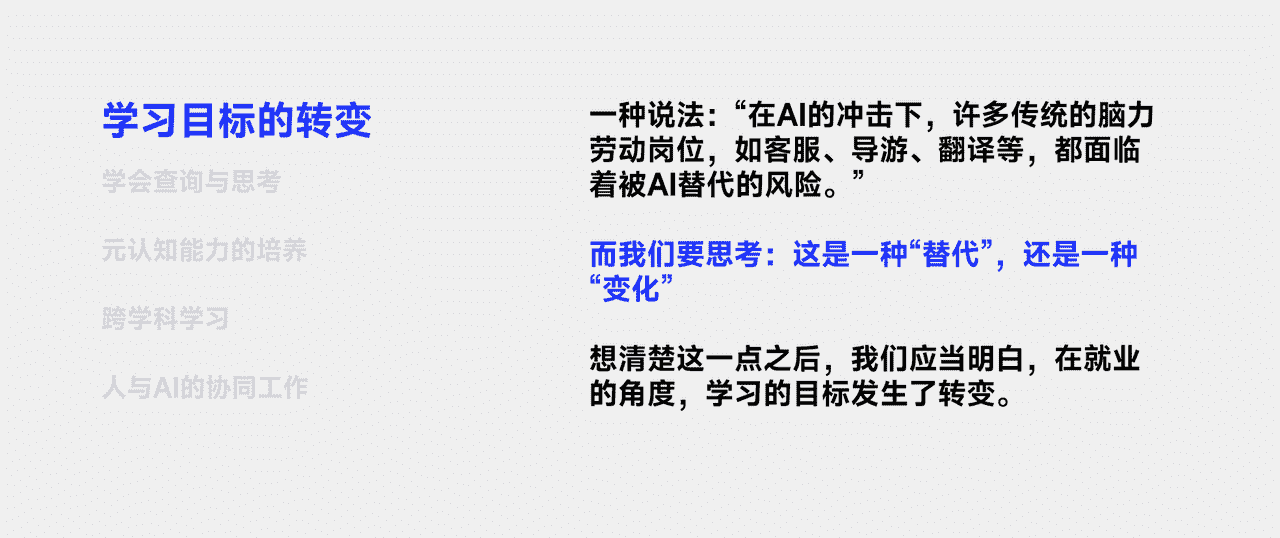 学习目标的转变
学会查询与思考
元认知能力的培养
跨学科学习
人与AI的协同工作
一种说法：“在AI的冲击下，许多传统的脑力
劳动岗位，如客服、导游、翻译等，都面临
着被AI替代的风险。”
而我们要思考：这是一种“替代”，还是一种
“变化”
想清楚这一点之后，我们应当明白，在就业
的角度，学习的目标发生了转变。